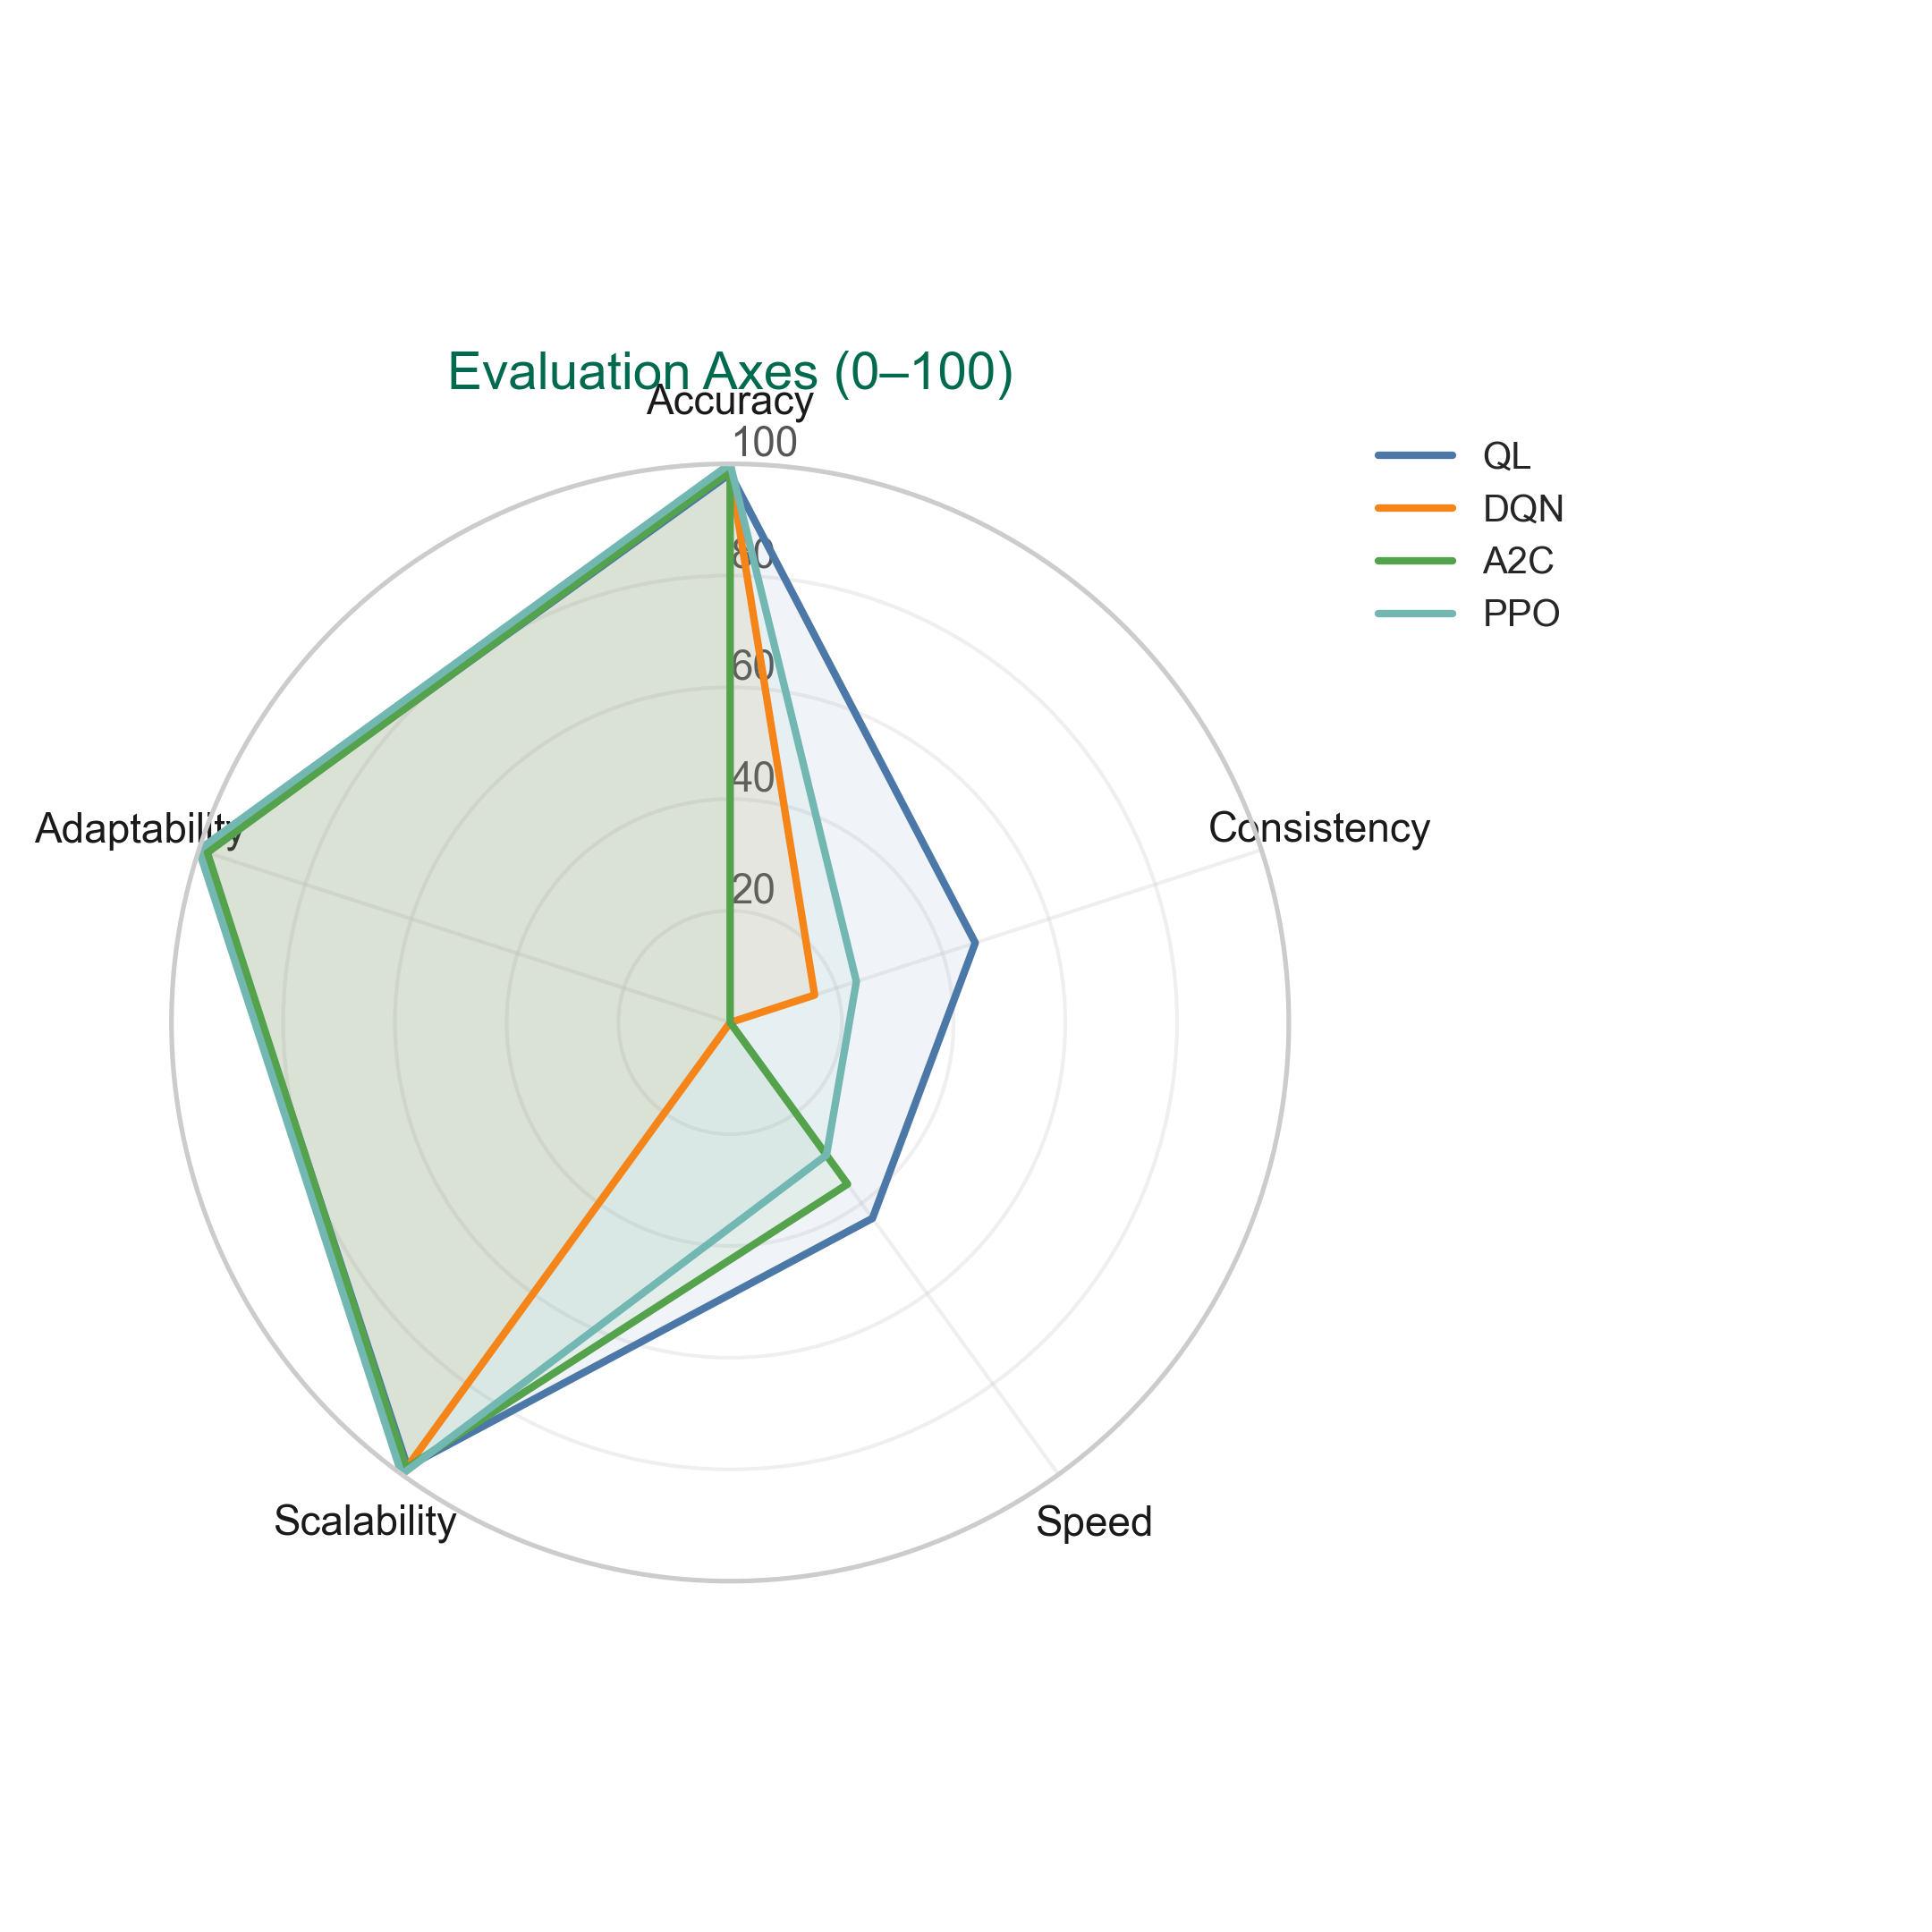 Evaluation Axes (0–100)
Accuracy
100
QL
DQN
80
A2C
PPO
60
40
Adaptability
Consistency
20
Scalability
Speed